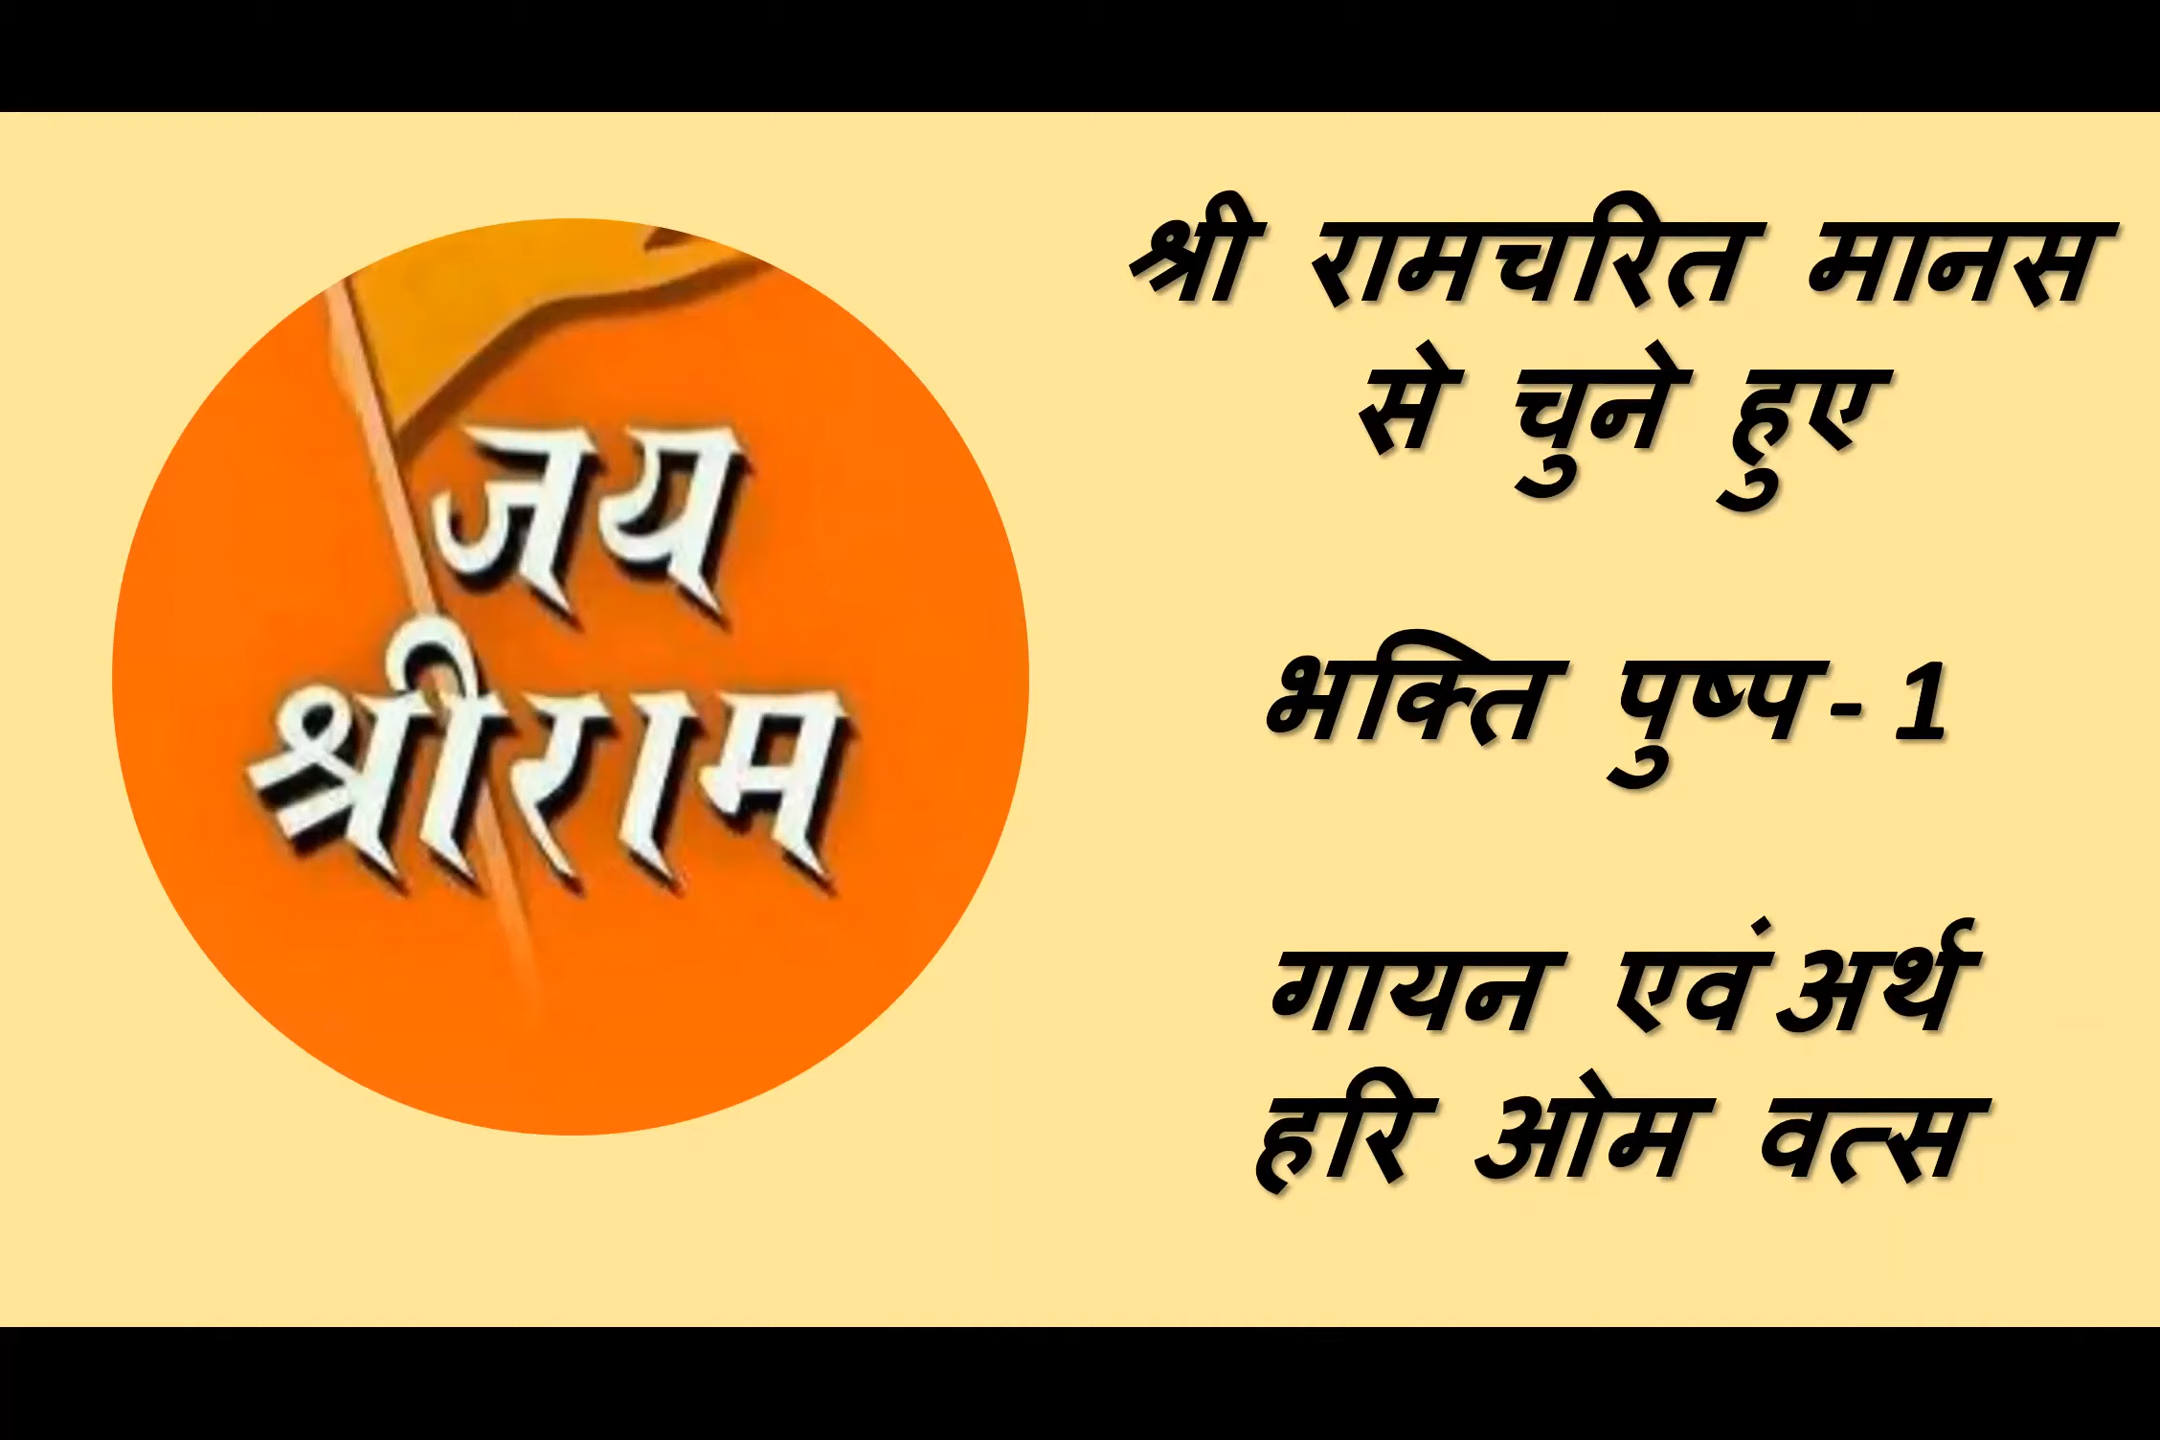 जय
श्रीराम
श्री रामचरित मानस
से चुने हुए
भक्ति पुष्प - 1
गायन एवं अर्थ
हरि ओम वत्स